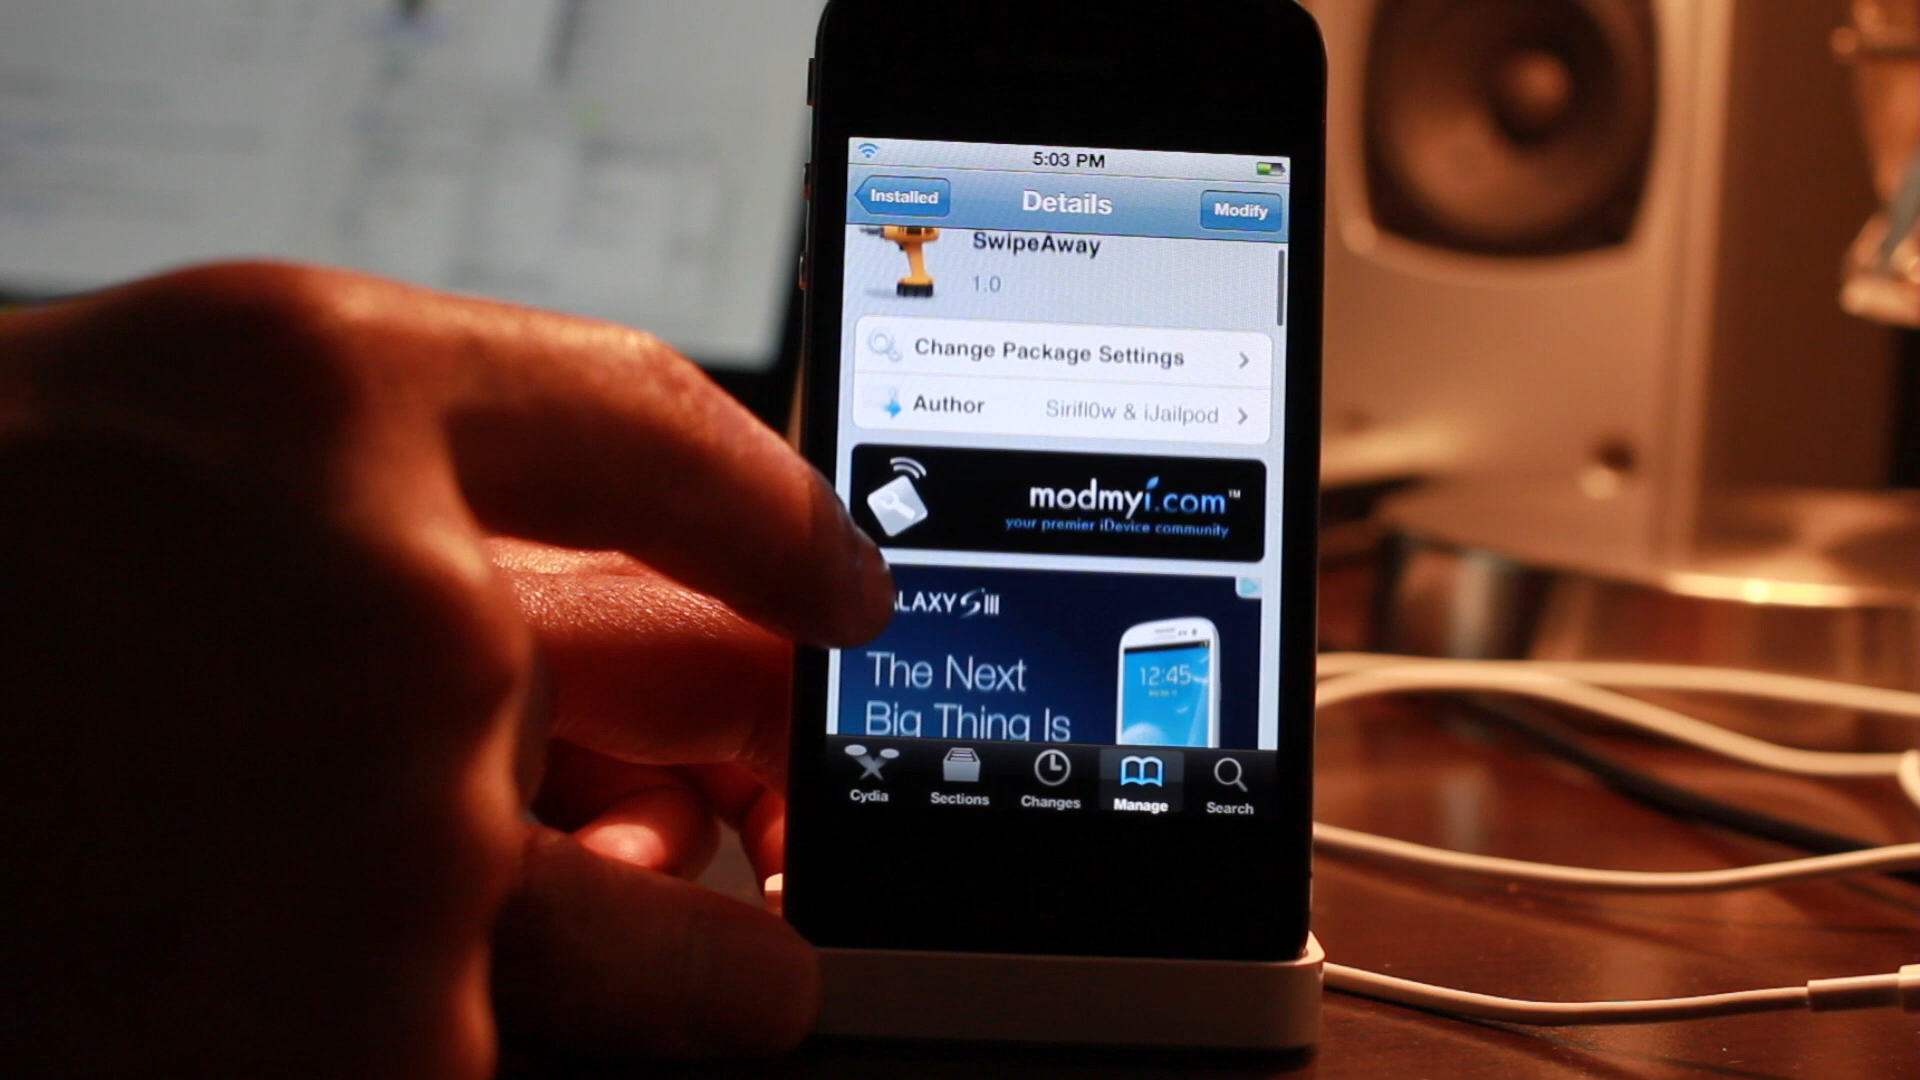 5:03 PM
Installed
Details
Modify
SwipeAway
1.0
Change Package Settings
Author
Sirifl0w & iJailpod
modmyi.com™
your premier iDevice community
LAXY SIII
The Next
Big Thing Is
12:45
Cydia
Sections
Changes
Manage
Search